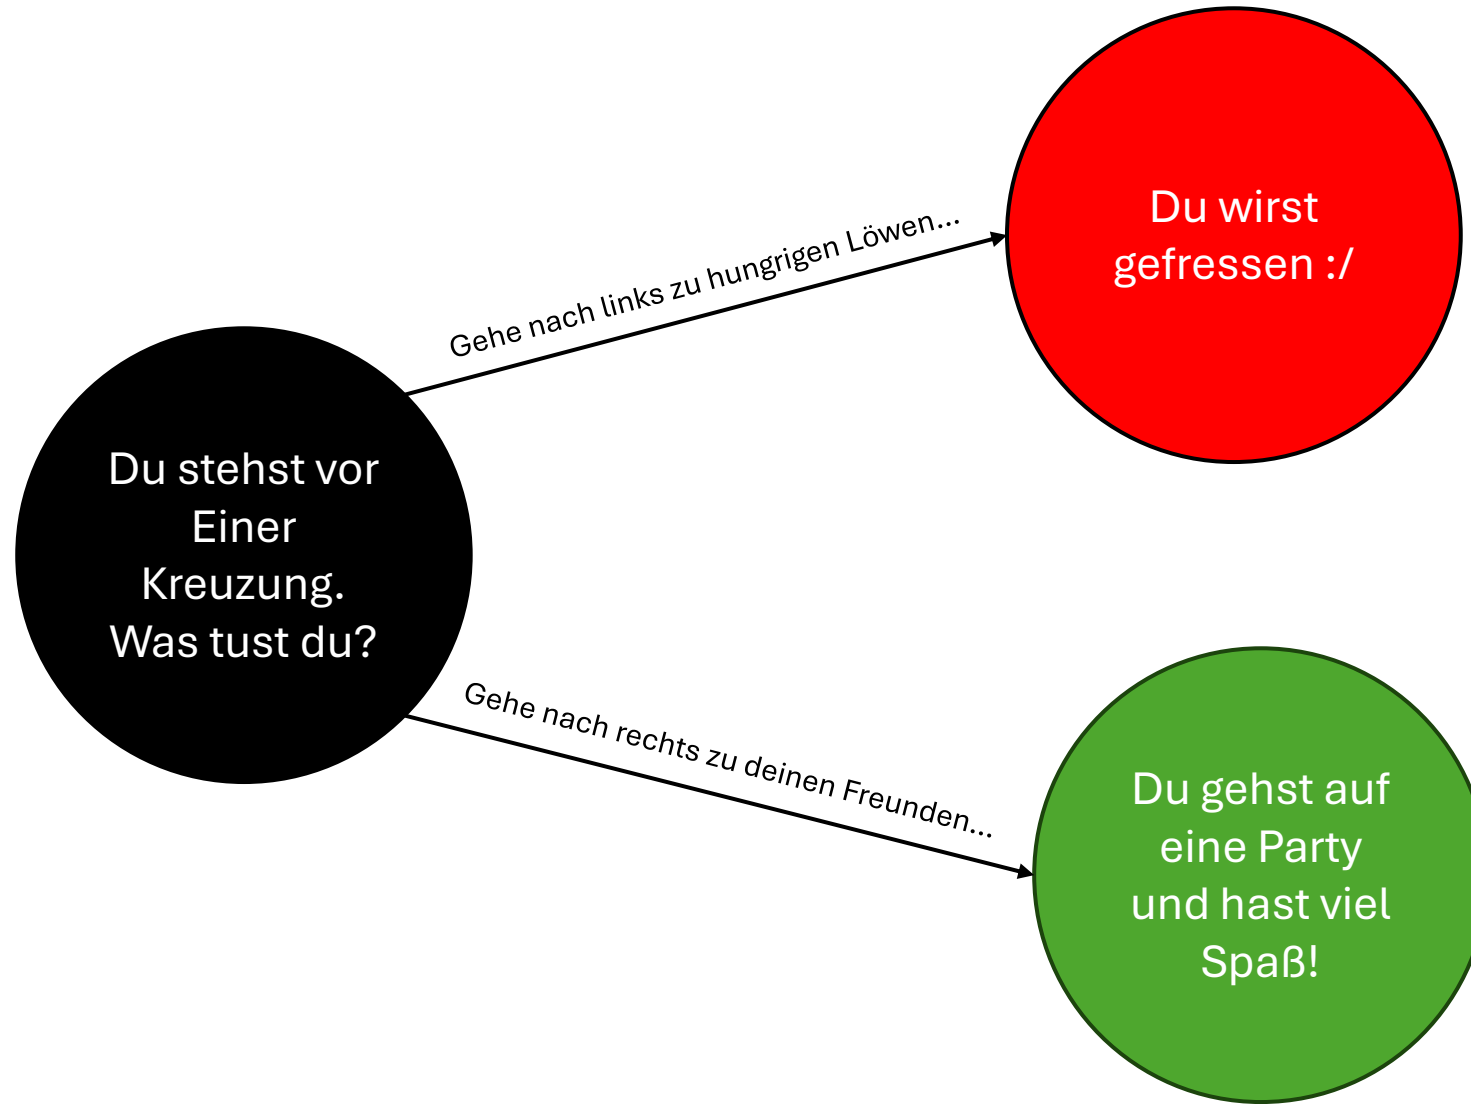 Du stehst vor
Einer
Kreuzung.
Was tust du?
Gehe nach links zu hungrigen Löwen...
Du wirst
gefressen :/
Gehe nach rechts zu deinen Freunden...
Du gehst auf
eine Party
und hast viel
Spaß!